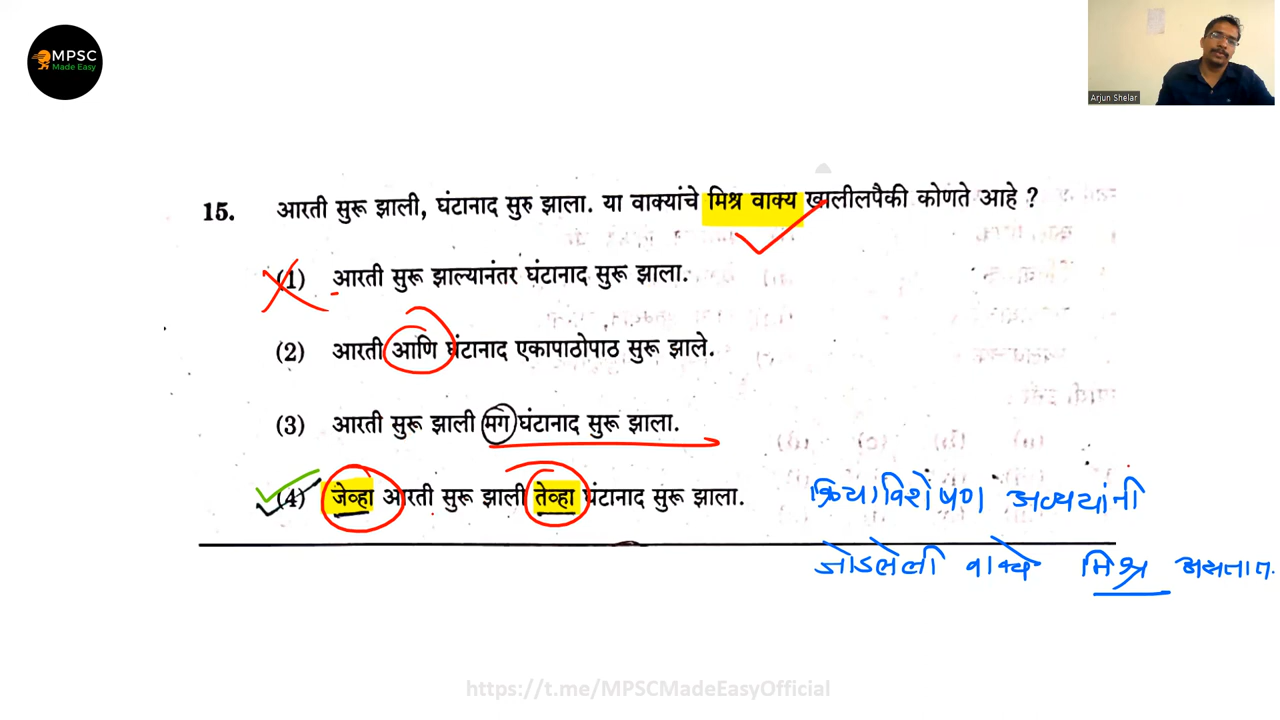 MPSC
Made Easy
Arjun Shelar
15. आरती सुरू झाली, घंटानाद सुरु झाला. या वाक्यांचे मिश्र वाक्य खालीलपैकी कोणते आहे ?
(1) आरती सुरू झाल्यानंतर घंटानाद सुरू झाला.
(2) आरती आणि घंटानाद एकापाठोपाठ सुरू झाले.
(3) आरती सुरू झाली मग घंटानाद सुरू झाला.
(4) जेव्हा आरती सुरू झाली तेव्हा घंटानाद सुरू झाला.
क्रियाविशेषण अव्ययांनी
जोडलेली वाक्ये मिश्र असतात.
https://t.me/MPSCMadeEasyOfficial